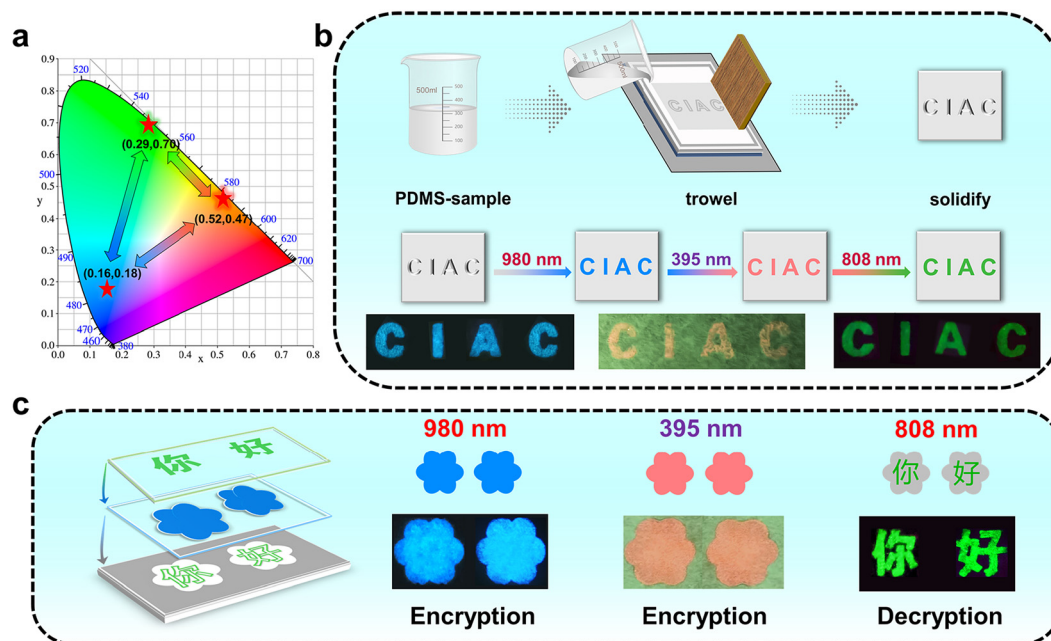 a
0.9
0.8
0.7
0.6
0.5
0.4
0.3
0.2
0.1
0.0
y
0.0 0.1 0.2 0.3 0.4 0.5 0.6 0.7 0.8
x
520
540
560
580
600
620
700
500
490
480
470
460
380
(0.29,0.70)
(0.52,0.47)
(0.16,0.18)
b
500ml
500
400
300
200
100
CIAC
CIAC
PDMS-sample trowel solidify
CIAC 980 nm CIAC 395 nm CIAC 808 nm CIAC
CIAC CIAC CIAC
c
你 好
你 好
980 nm 395 nm 808 nm
你 好
你 好
Encryption Encryption Decryption